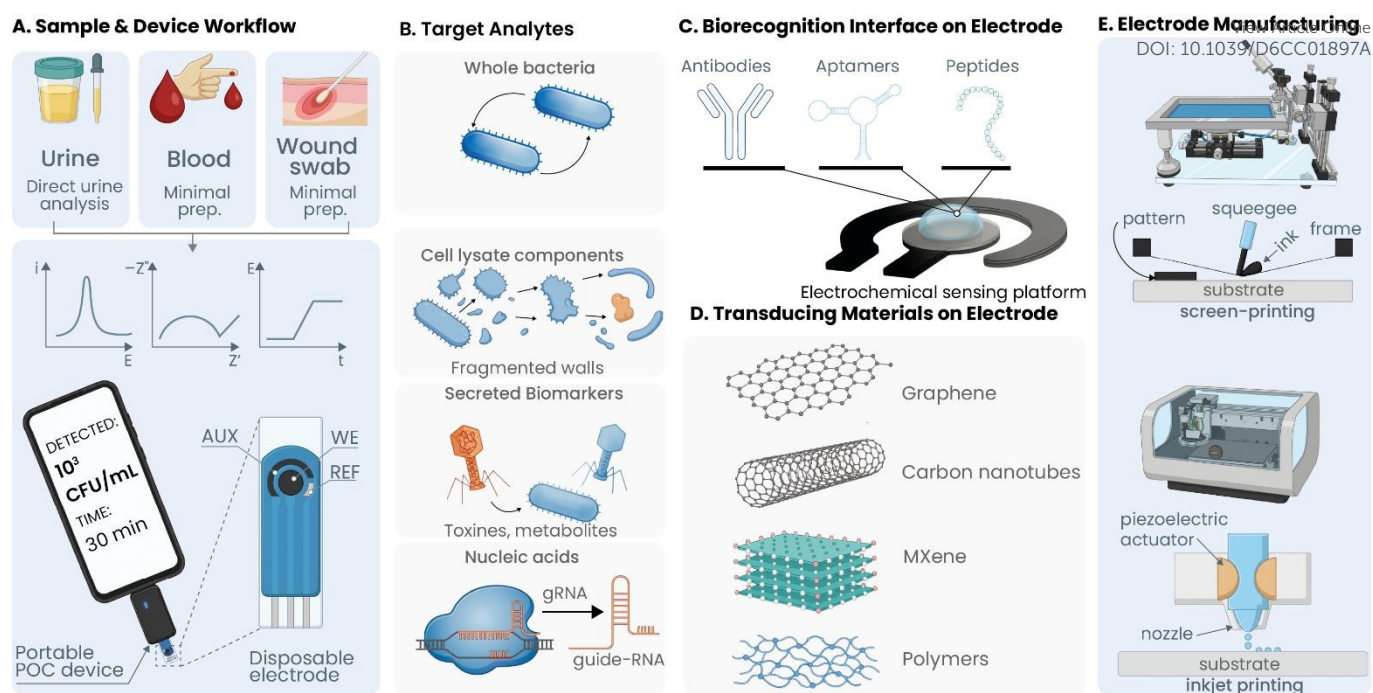 A. Sample & Device Workflow
Urine
Direct urine
analysis
Blood
Minimal
prep.
Wound
swab
Minimal
prep.
i
E
−Z"
Z'
E
t
DETECTED:
10³
CFU/mL
TIME:
30 min
AUX
WE
REF
Portable
POC device
Disposable
electrode
B. Target Analytes
Whole bacteria
Cell lysate components
Fragmented walls
Secreted Biomarkers
Toxines, metabolites
Nucleic acids
gRNA
guide-RNA
C. Biorecognition Interface on Electrode
Antibodies
Aptamers
Peptides
Electrochemical sensing platform
D. Transducing Materials on Electrode
Graphene
Carbon nanotubes
MXene
Polymers
E. Electrode Manufacturing
View Article Online
DOI: 10.1039/D6CC01897A
pattern
squeegee
ink
frame
substrate
screen-printing
piezoelectric
actuator
nozzle
substrate
inkjet printing